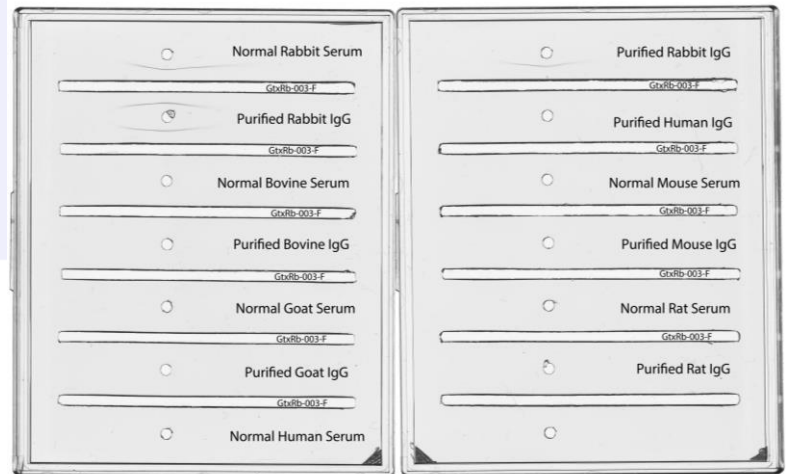 Normal Rabbit Serum
GtxRb-003-F
Purified Rabbit IgG
GtxRb-003-F
Normal Bovine Serum
GtxRb-003-F
Purified Bovine IgG
GtxRb-003-F
Normal Goat Serum
GtxRb-003-F
Purified Goat IgG
GtxRb-003-F
Normal Human Serum
Purified Rabbit IgG
GtxRb-003-F
Purified Human IgG
GtxRb-003-F
Normal Mouse Serum
GtxRb-003-F
Purified Mouse IgG
GtxRb-003-F
Normal Rat Serum
GtxRb-003-F
Purified Rat IgG